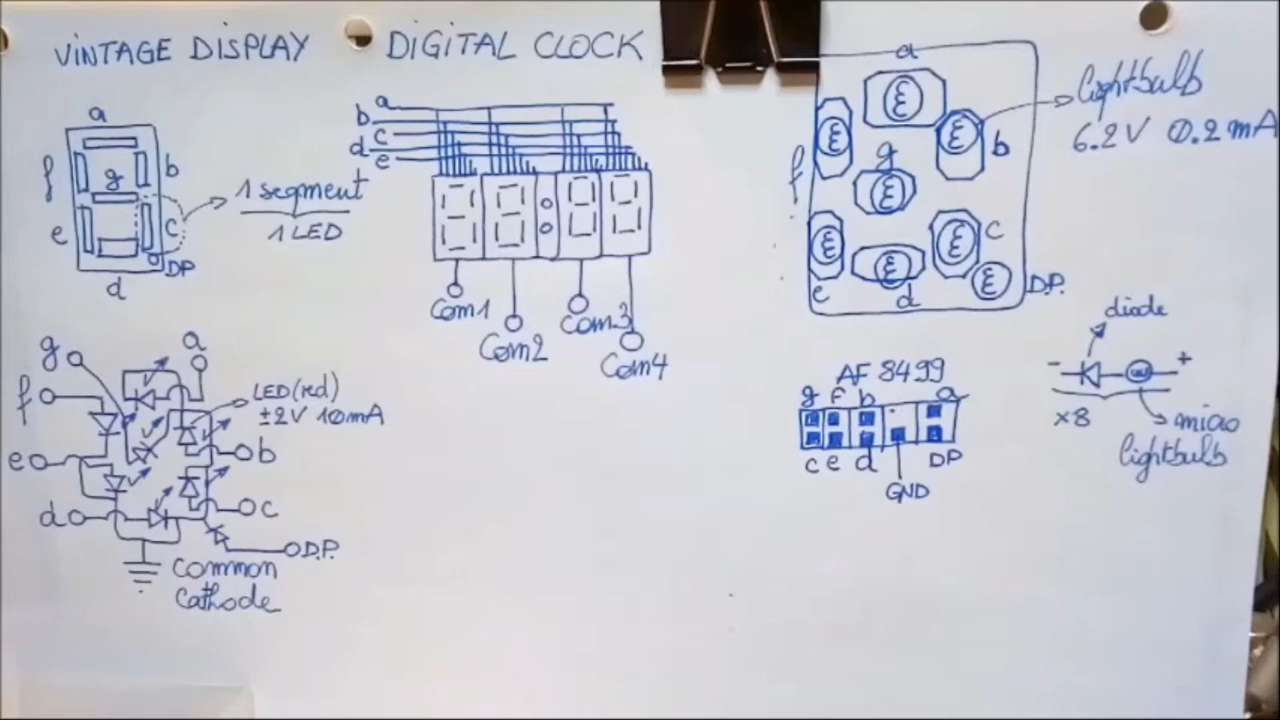 VINTAGE DISPLAY DIGITAL CLOCK
a
f
g
b
e
c
d
DP
1 segment
1 LED
a
b
c
d
e
Com1
Com2
Com3
Com4
a
f
g
b
c
e
d
D.P.
lightbulb
6.2V 0.2mA
g
a
f
e
d
b
c
D.P.
LED(red)
±2V 10mA
common
cathode
AF 8499
g f b a
c e d DP
GND
diode
- +
x8
micro
lightbulb